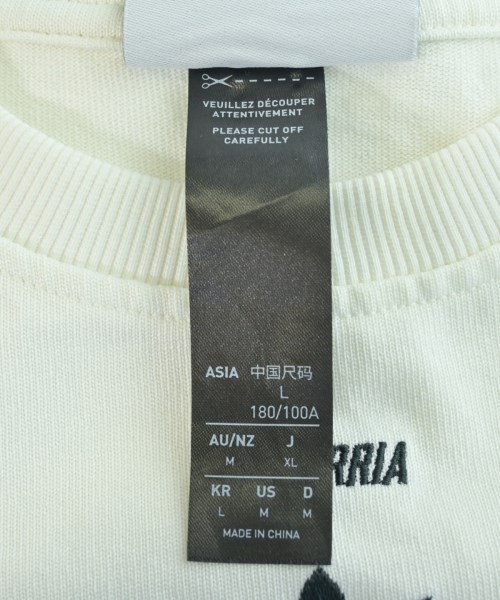 VEUILLEZ DÉCOUPER
ATTENTIVEMENT
PLEASE CUT OFF
CAREFULLY
ASIA 中国尺码
L
180/100A
AU/NZ J
M XL
KR US D
L M M
MADE IN CHINA
RRIA